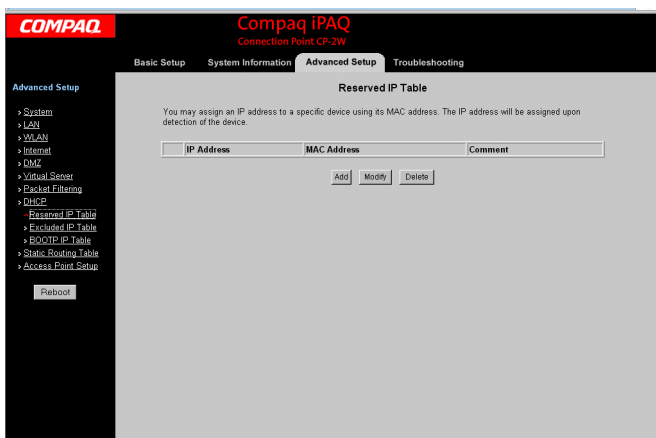 COMPAQ
Compaq iPAQ
Connection Point CP-2W
Basic Setup System Information Advanced Setup Troubleshooting
Advanced Setup
System
LAN
WLAN
Internet
DMZ
Virtual Server
Packet Filtering
DHCP
Reserved IP Table
Excluded IP Table
BOOTP IP Table
Static Routing Table
Access Point Setup
Reboot
Reserved IP Table
You may assign an IP address to a specific device using its MAC address. The IP address will be assigned upon
detection of the device.
IP Address MAC Address Comment
Add Modify Delete